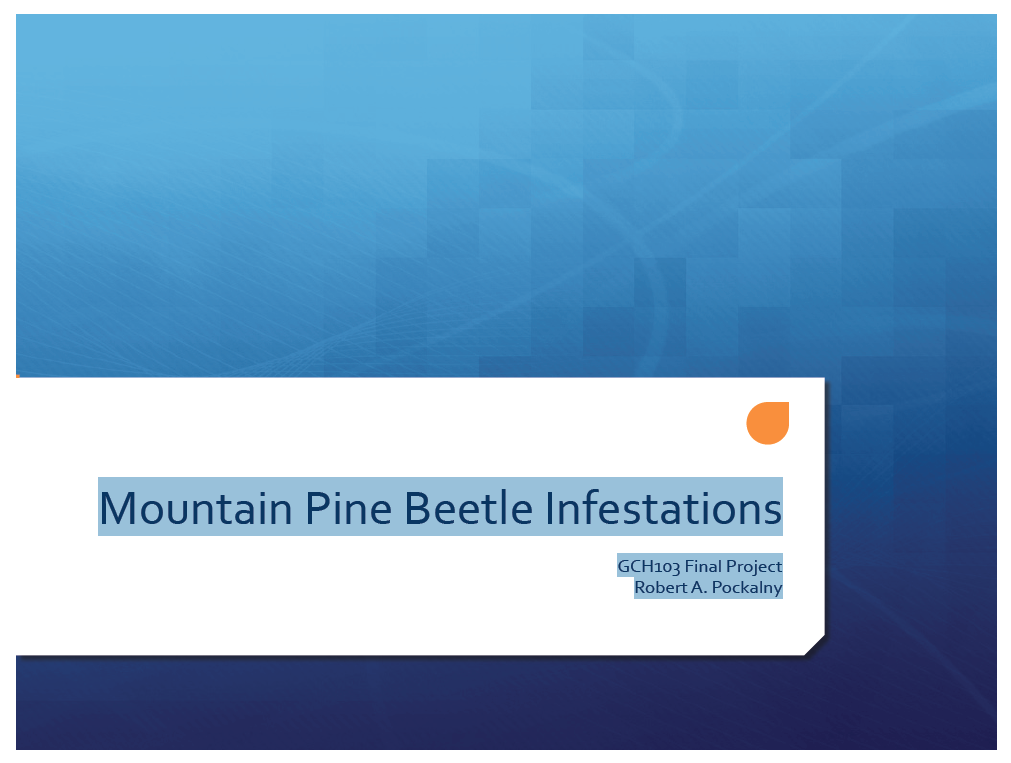 Mountain Pine Beetle Infestations
GCH103 Final Project
Robert A. Pockalny